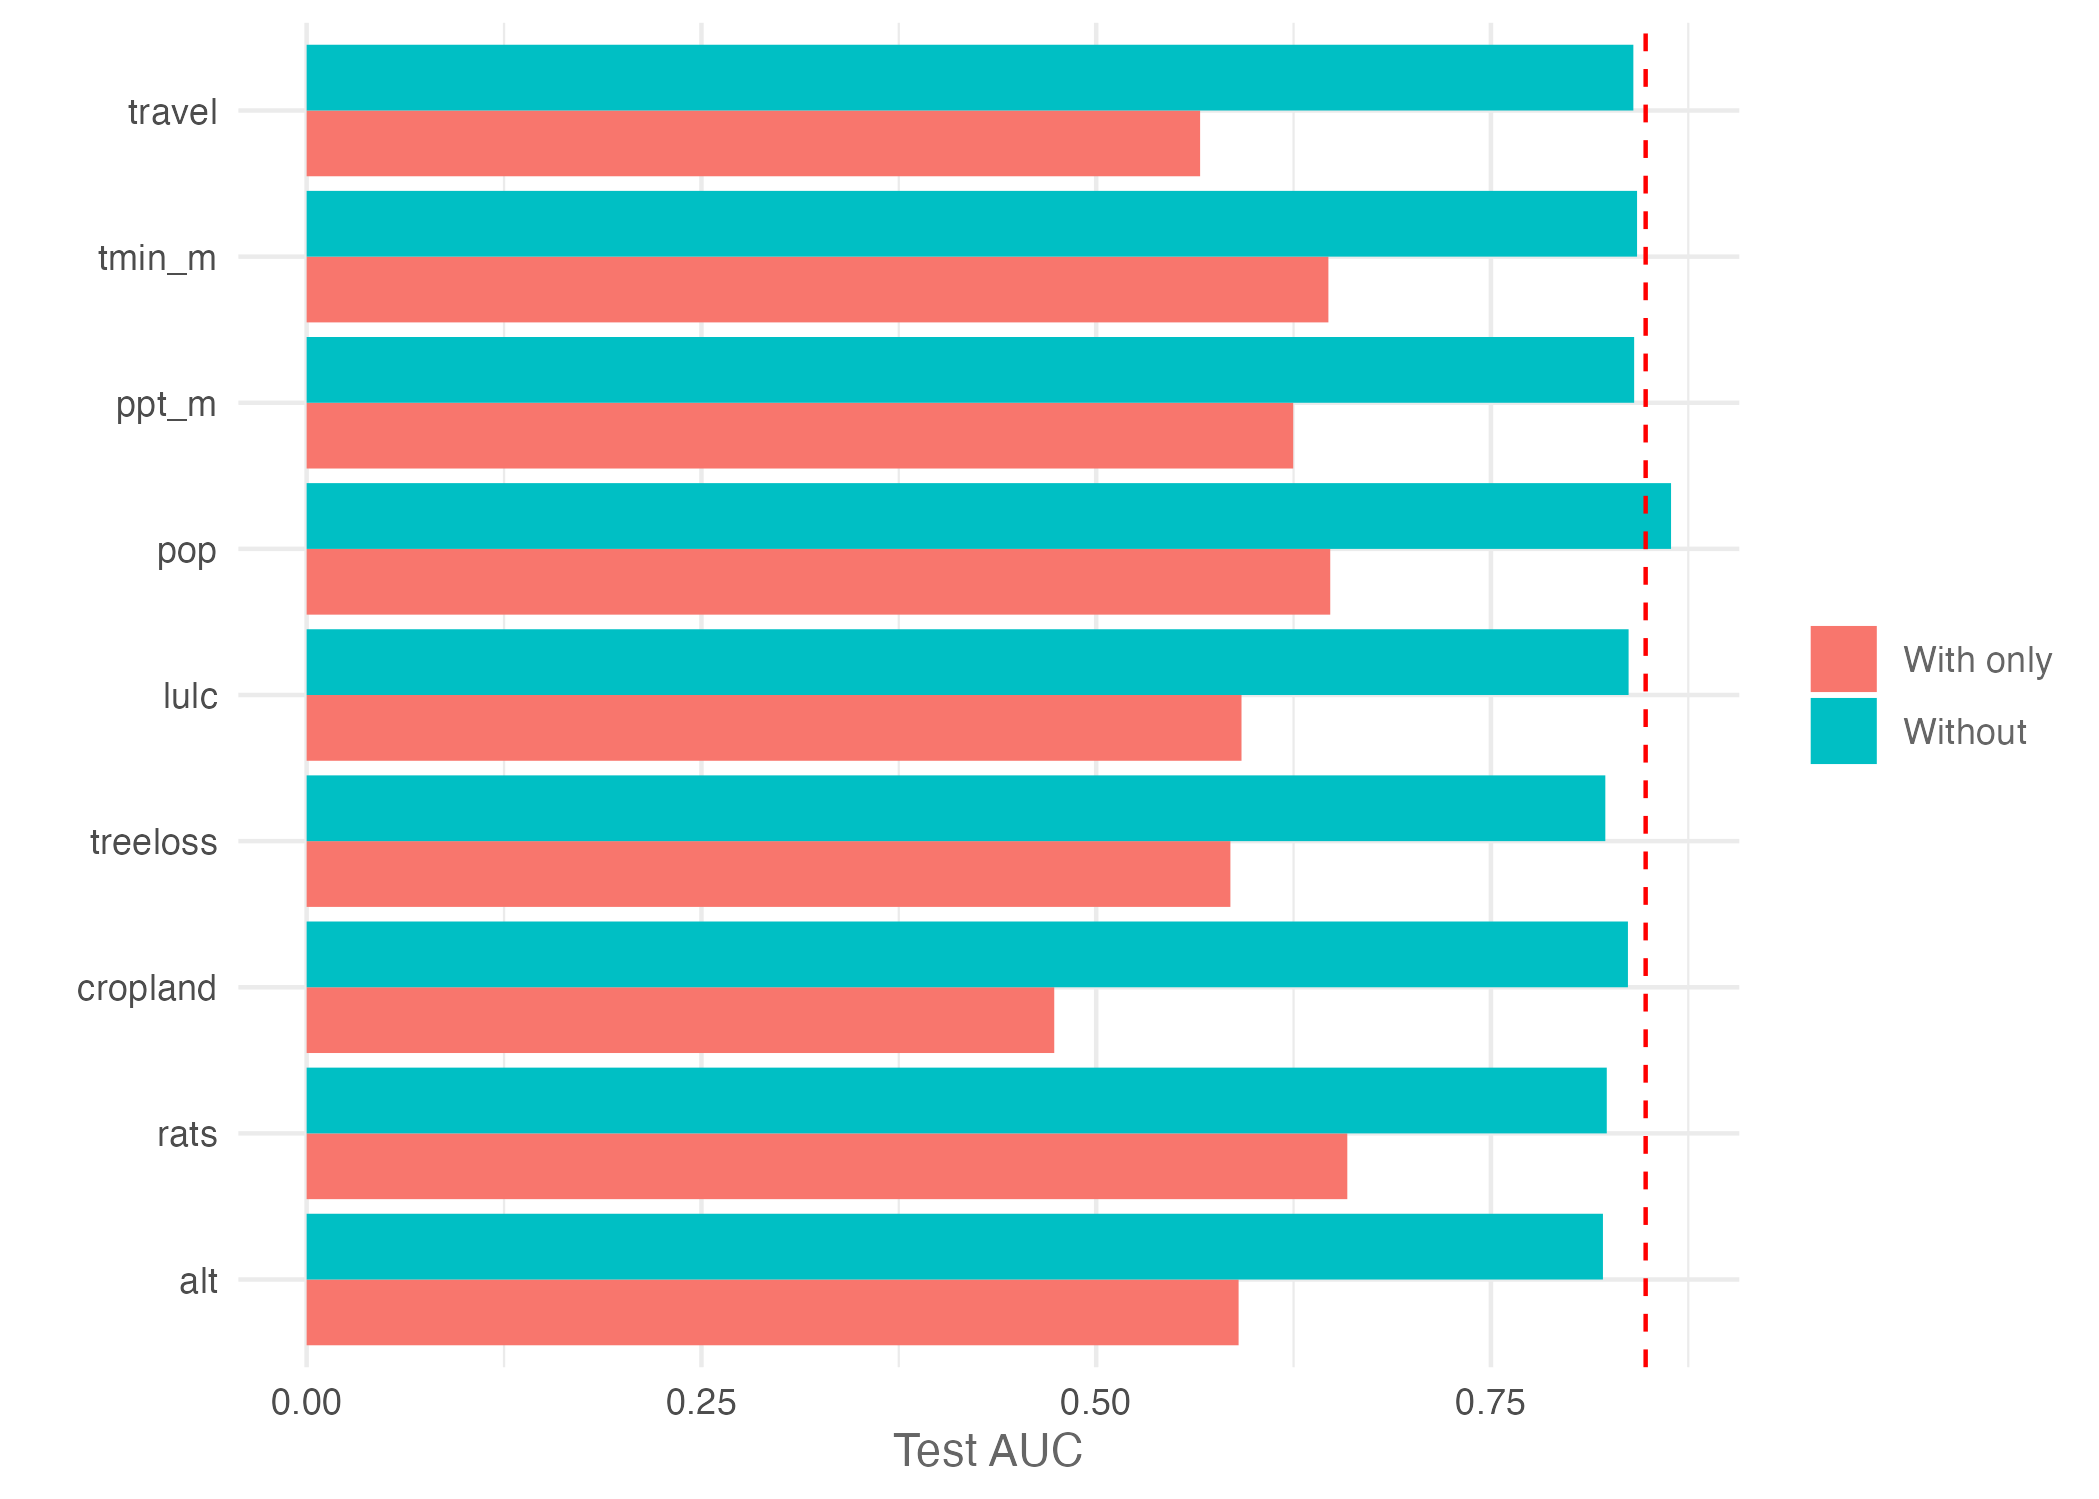 travel
tmin_m
ppt_m
pop
lulc
treeloss
cropland
rats
alt
With only
Without
0.00 0.25 0.50 0.75
Test AUC